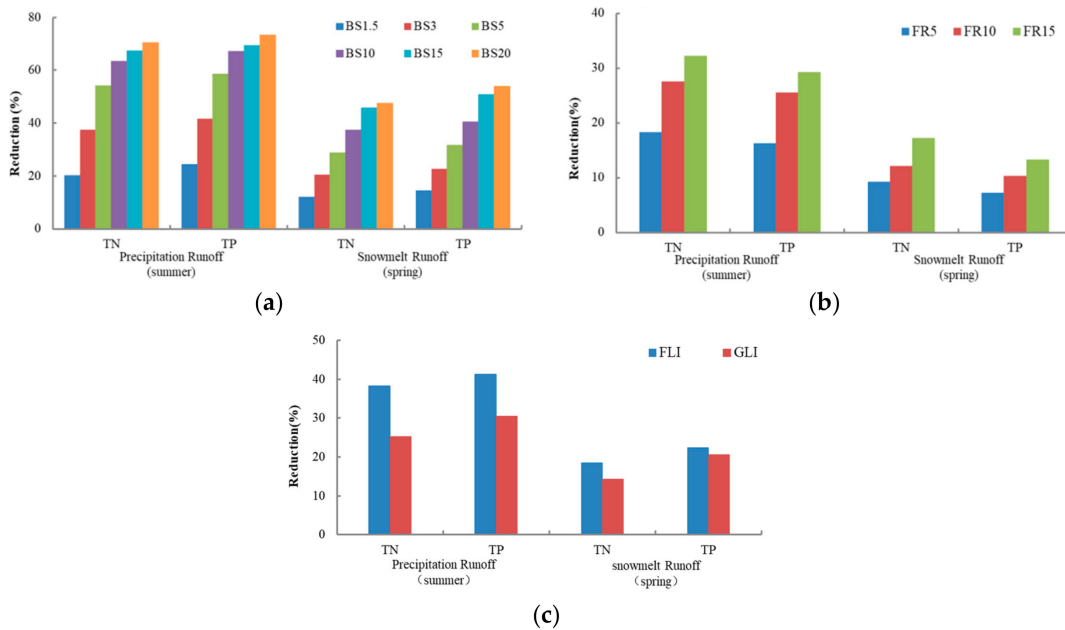 80
60
40
20
0
Reduction (%)
BS1.5 BS3 BS5
BS10 BS15 BS20
TN TP TN TP
Precipitation Runoff Snowmelt Runoff
(summer) (spring)
(a)
40
30
20
10
0
Reduction(%)
FR5 FR10 FR15
TN TP TN TP
Precipitation Runoff Snowmelt Runoff
(summer) (spring)
(b)
50
40
30
20
10
0
Reduction(%)
FLI GLI
TN TP TN TP
Precipitation Runoff snowmelt Runoff
（summer） （spring）
(c)